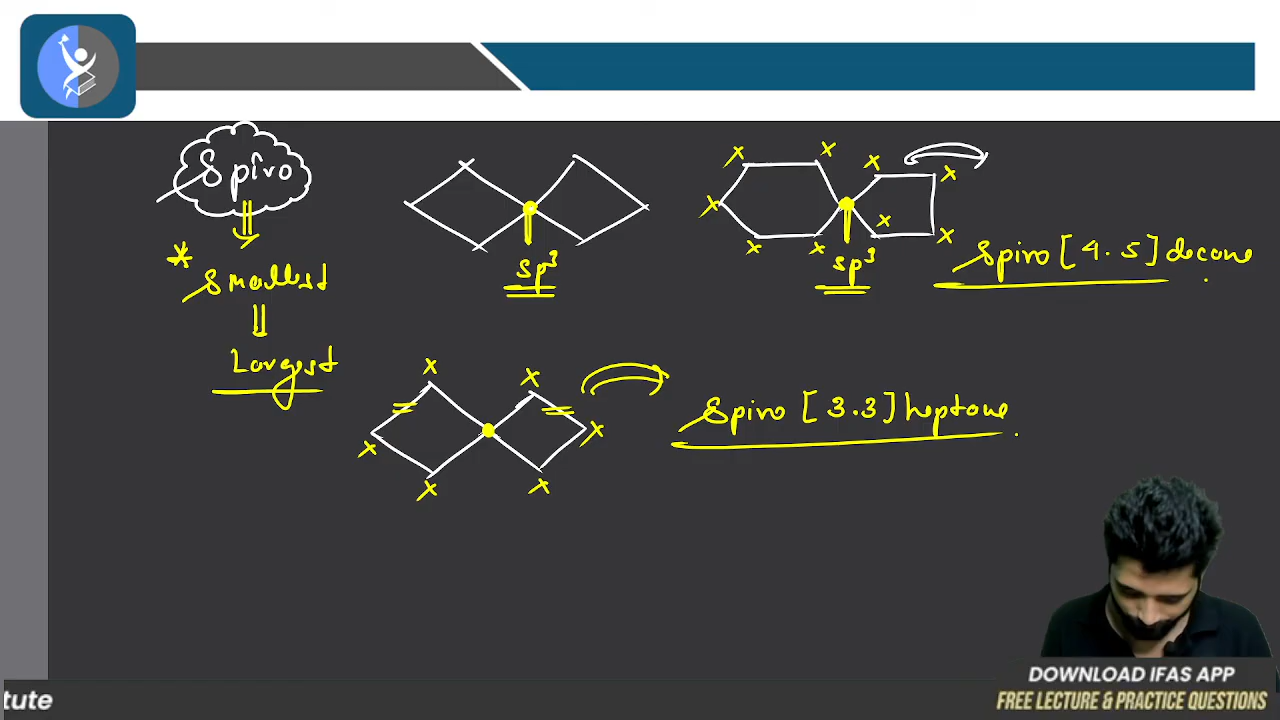 Spiro
* Smallest
Largest
sp³
x x x x x x x x x
sp³
Spiro [4.5] decane
x x x x x x
Spiro [3.3] heptane
DOWNLOAD IFAS APP
FREE LECTURE & PRACTICE QUESTIONS
tute